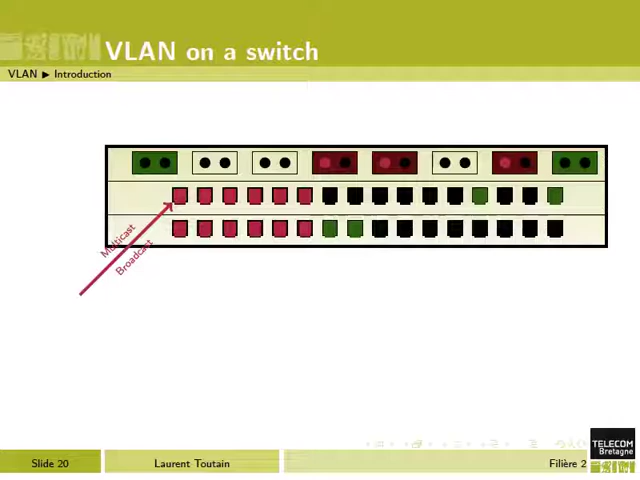 VLAN on a switch
VLAN ▶ Introduction
Multicast
Broadcast
TELECOM
Bretagne
Slide 20
Laurent Toutain
Filière 2